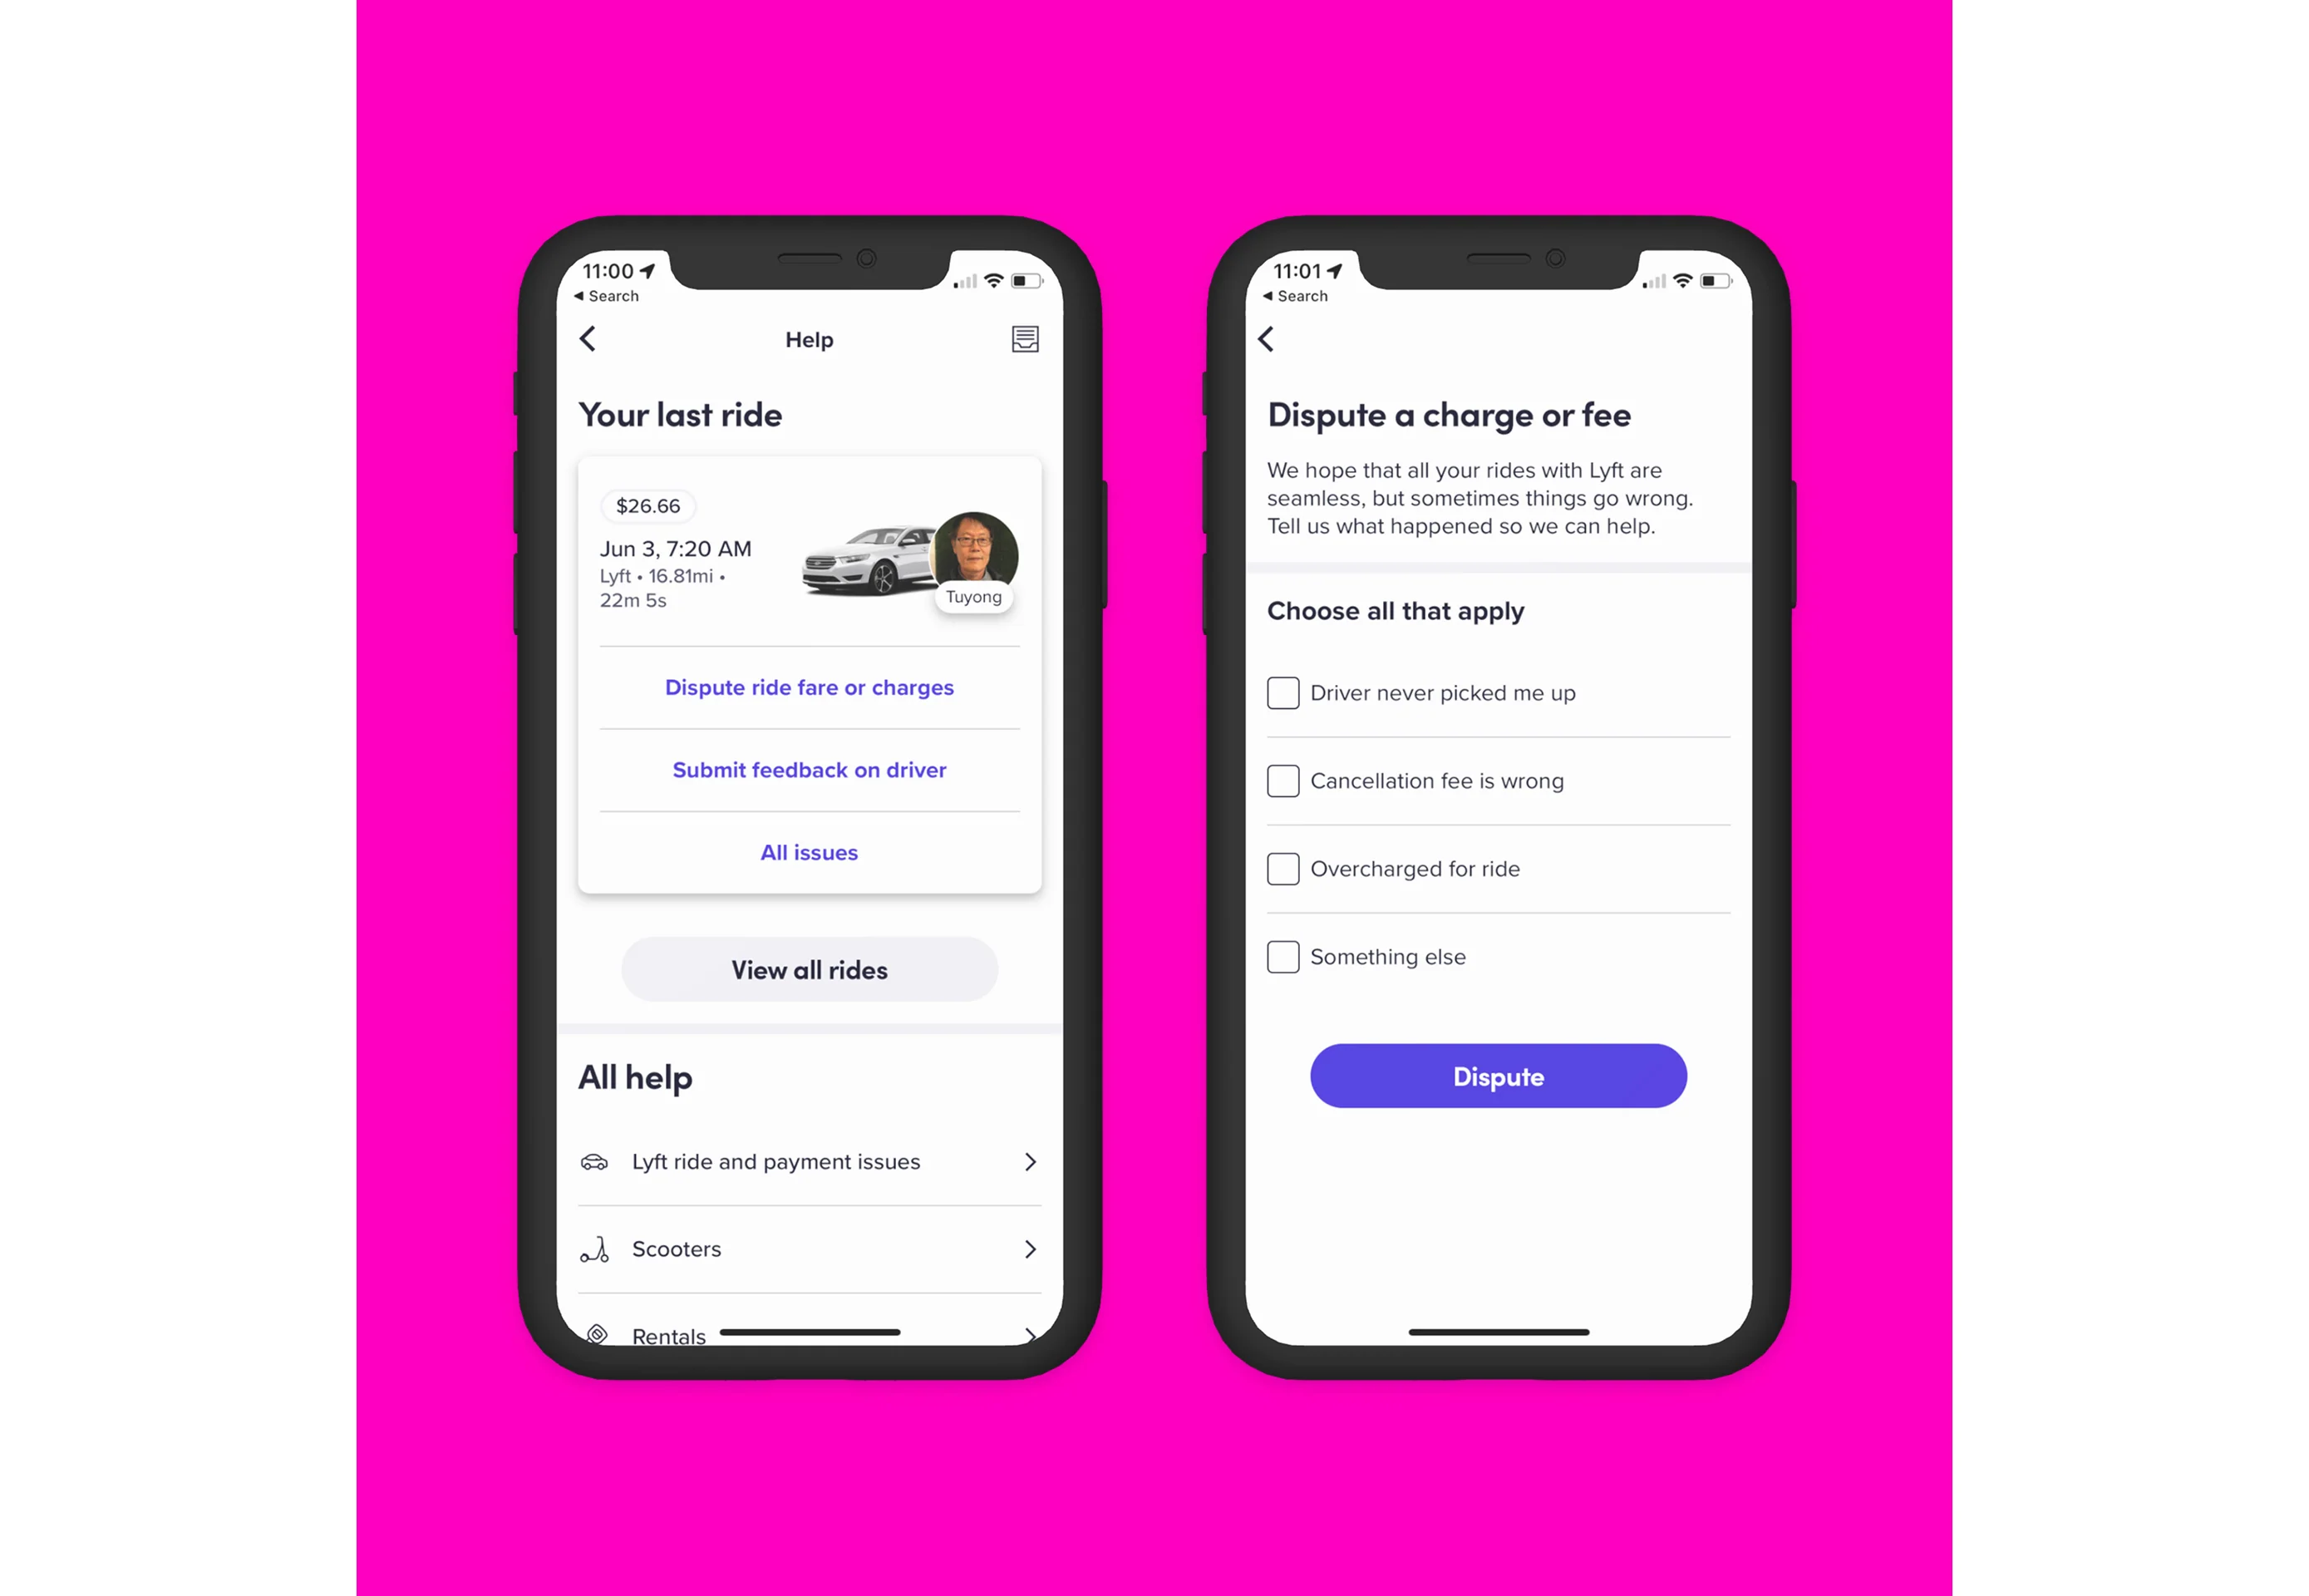 11:00
◀ Search
Help
Your last ride
$26.66
Jun 3, 7:20 AM
Lyft • 16.81mi •
22m 5s
Tuyong
Dispute ride fare or charges
Submit feedback on driver
All issues
View all rides
All help
Lyft ride and payment issues
Scooters
Rentals
11:01
◀ Search
Dispute a charge or fee
We hope that all your rides with Lyft are
seamless, but sometimes things go wrong.
Tell us what happened so we can help.
Choose all that apply
Driver never picked me up
Cancellation fee is wrong
Overcharged for ride
Something else
Dispute